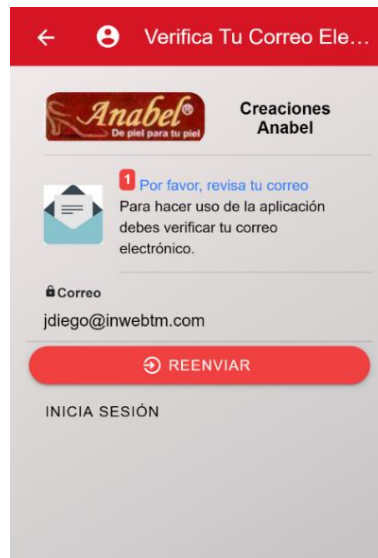 Verifica Tu Correo Ele...
Anabel®
De piel para tu piel
Creaciones
Anabel
1 Por favor, revisa tu correo
Para hacer uso de la aplicación
debes verificar tu correo
electrónico.
Correo
jdiego@inwebtm.com
REENVIAR
INICIA SESIÓN